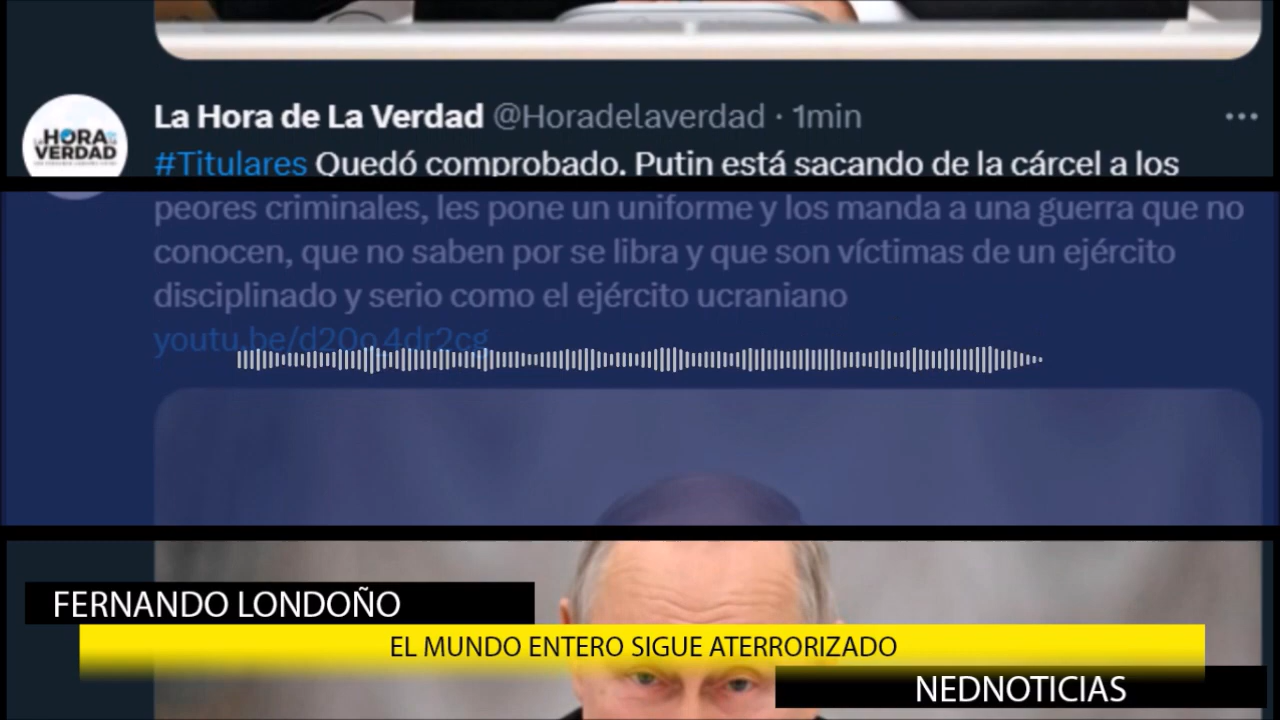 La Hora de La Verdad @Horadelaverdad · 1min
HORA
VERDAD
#Titulares Quedó comprobado. Putin está sacando de la cárcel a los
peores criminales, les pone un uniforme y los manda a una guerra que no
conocen, que no saben por se libra y que son víctimas de un ejército
disciplinado y serio como el ejército ucraniano
youtu.be/d20o_4dr2cg
FERNANDO LONDOÑO
EL MUNDO ENTERO SIGUE ATERRORIZADO
NEDNOTICIAS